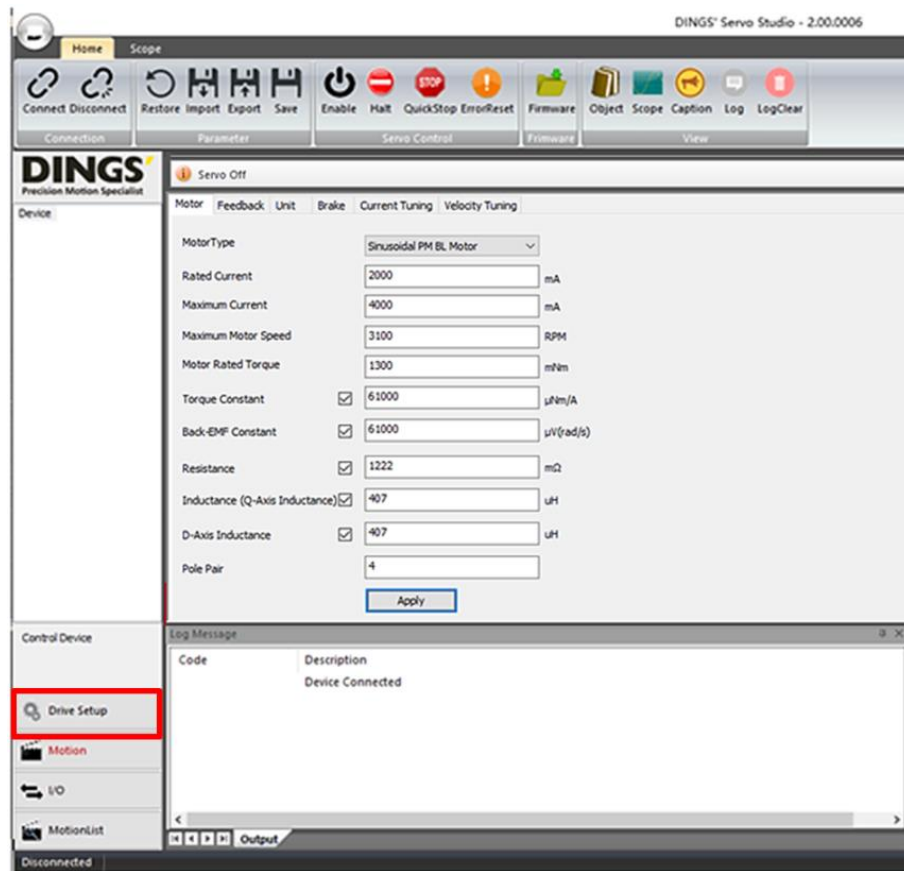 DINGS' Servo Studio - 2.00.0006
Home Scope
Connect Disconnect Restore Import Export Save Enable Halt STOP QuickStop ErrorReset Firmware Object Scope Caption Log LogClear
Connection Parameter Servo Control Frimware View
DINGS'
Precision Motion Specialist
Device
Servo Off
Motor Feedback Unit Brake Current Tuning Velocity Tuning
MotorType Sinusoidal PM BL Motor
Rated Current 2000 mA
Maximum Current 4000 mA
Maximum Motor Speed 3100 RPM
Motor Rated Torque 1300 mNm
Torque Constant 61000 µNm/A
Back-EMF Constant 61000 µV(rad/s)
Resistance 1222 mΩ
Inductance (Q-Axis Inductance) 407 uH
D-Axis Inductance 407 uH
Pole Pair 4
Apply
Control Device
Drive Setup
Motion
I/O
MotionList
Log Message
Code Description
Device Connected
Output
Disconnected